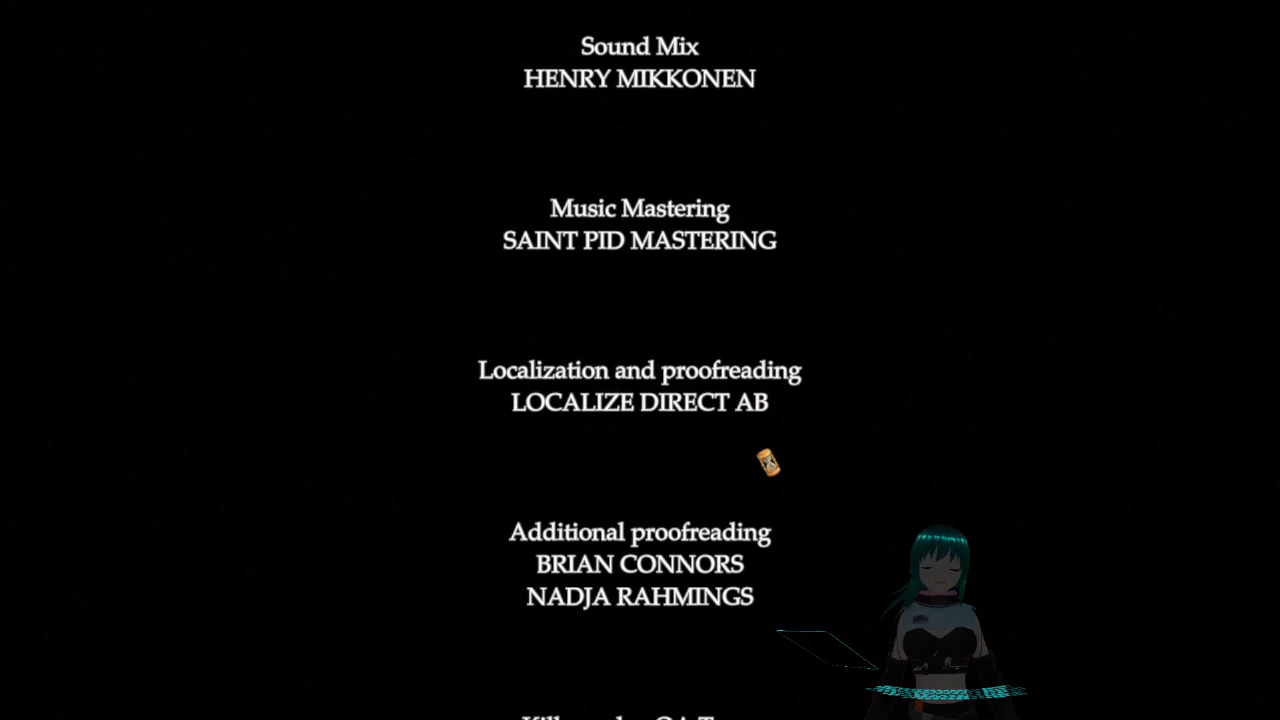 Sound Mix
HENRY MIKKONEN
Music Mastering
SAINT PID MASTERING
Localization and proofreading
LOCALIZE DIRECT AB
Additional proofreading
BRIAN CONNORS
NADJA RAHMINGS